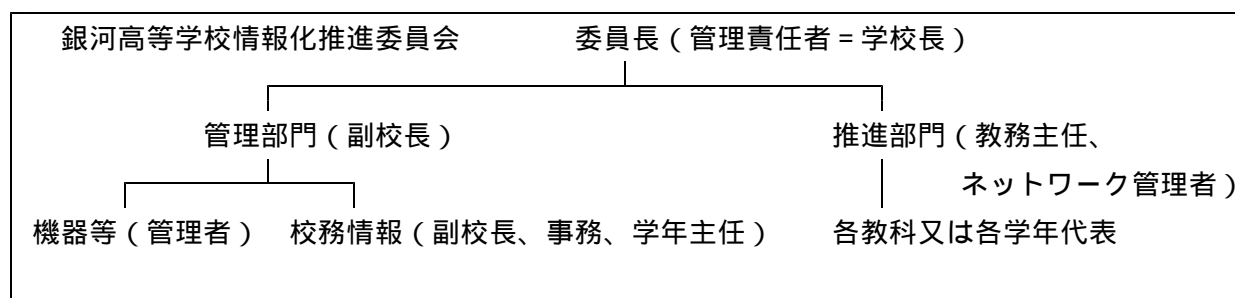 銀河高等学校情報化推進委員会 委員長(管理責任者=学校長)
管理部門(副校長) 推進部門(教務主任、
ネットワーク管理者)
機器等(管理者) 校務情報(副校長、事務、学年主任) 各教科又は各学年代表